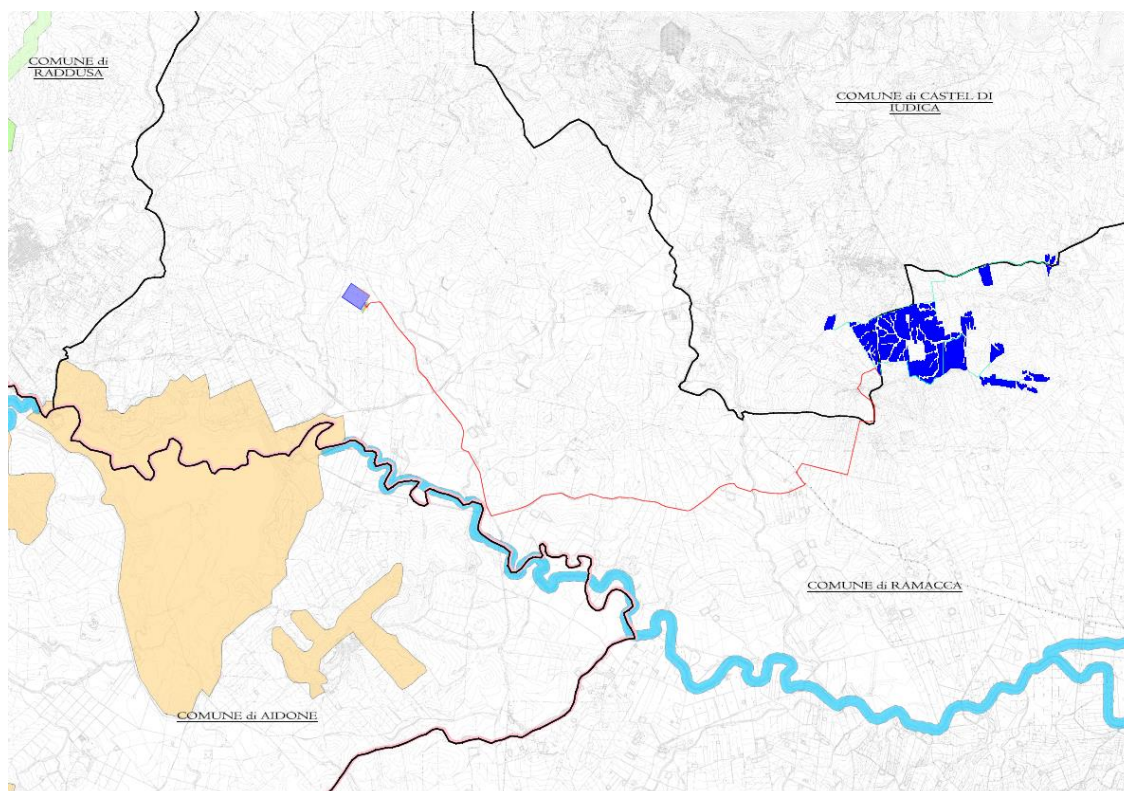 COMUNE di
RADDUSA
COMUNE di CASTEL DI
IUDICA
COMUNE di RAMACCA
COMUNE di AIDONE